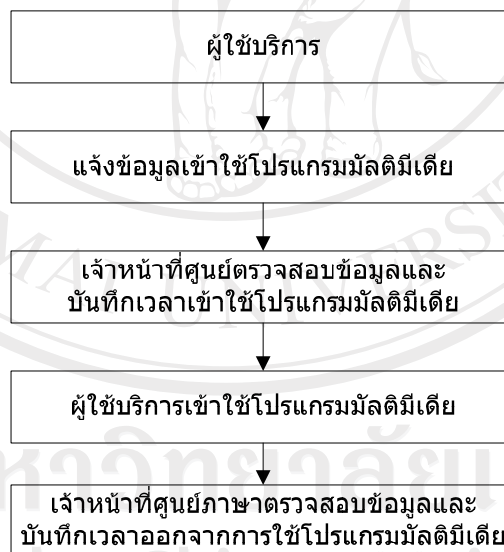 ผู้ใช้บริการ
แจ้งข้อมูลเข้าใช้โปรแกรมมัลติมีเดีย
เจ้าหน้าที่ศูนย์ตรวจสอบข้อมูลและ
บันทึกเวลาเข้าใช้โปรแกรมมัลติมีเดีย
ผู้ใช้บริการเข้าใช้โปรแกรมมัลติมีเดีย
เจ้าหน้าที่ศูนย์ภาษาตรวจสอบข้อมูลและ
บันทึกเวลาออกจากการใช้โปรแกรมมัลติมีเดีย